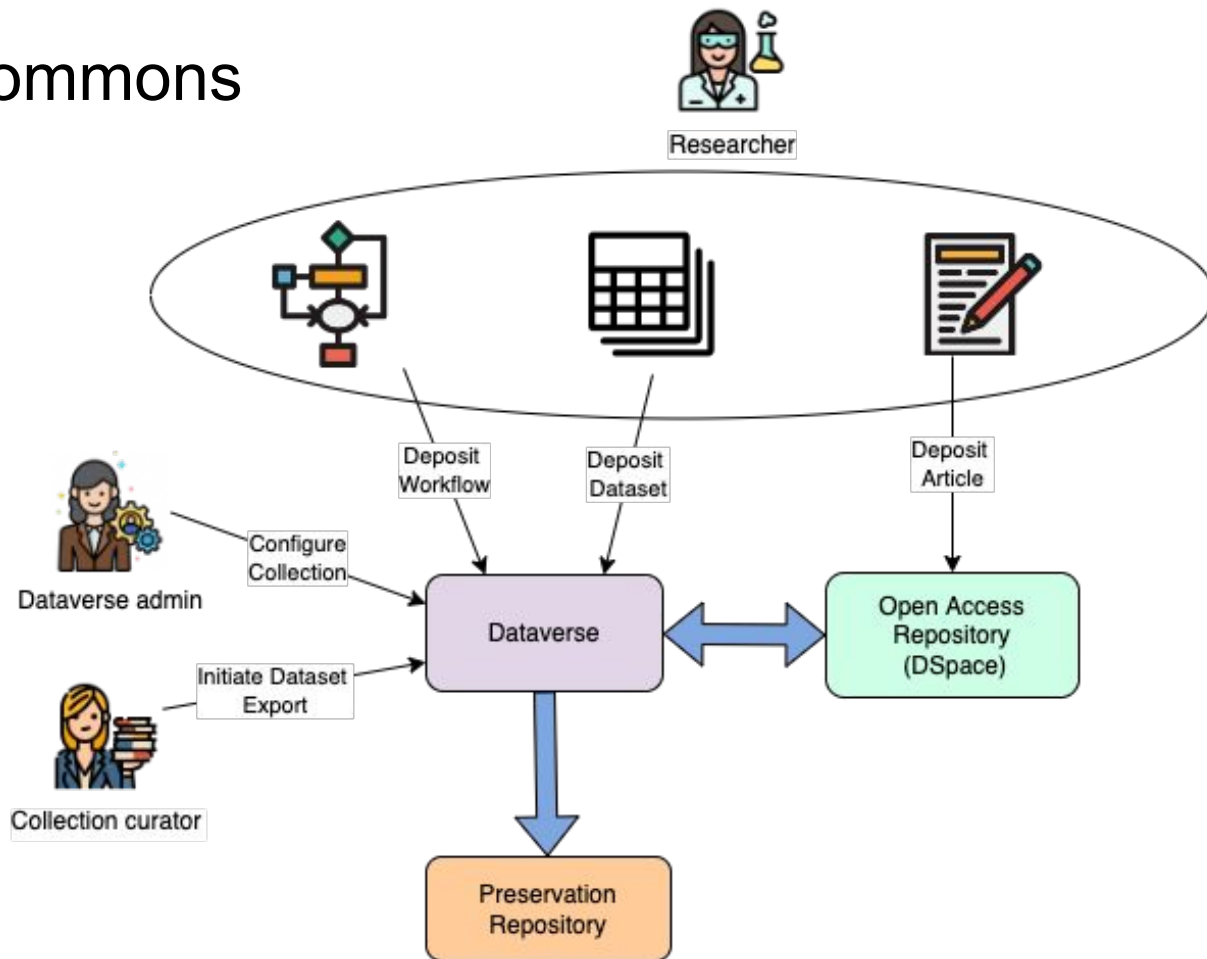 ommons
Researcher
Deposit
Workflow
Deposit
Dataset
Deposit
Article
Configure
Collection
Dataverse admin
Dataverse
Open Access
Repository
(DSpace)
Initiate Dataset
Export
Collection curator
Preservation
Repository